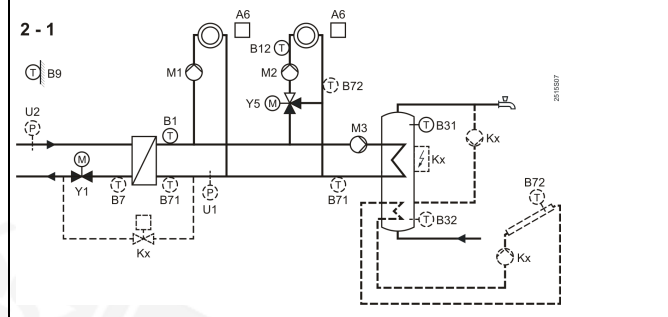 2 - 1
A6
A6
B12 T
T B9
M1
M2
T B72
2515S07
Y5 M
U2
P
B1
T
M3
T B31
Kx
M
Kx
B72
T
Y1
T
B7
T
B71
P
U1
T
B71
T B32
Kx
Kx